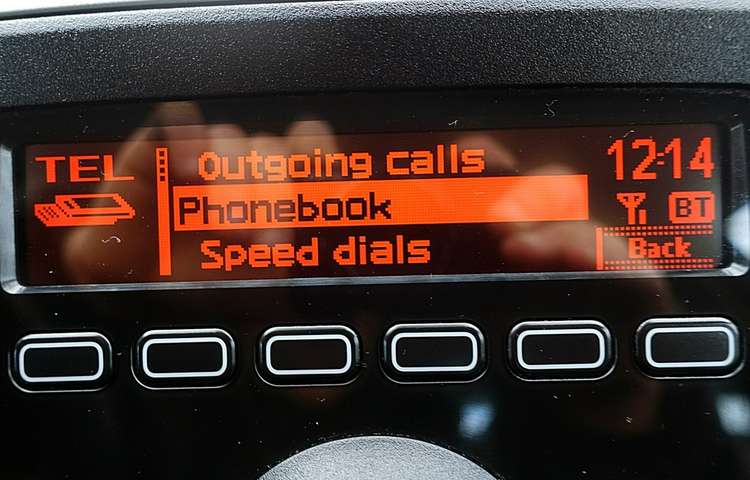 TEL
Outgoing calls
Phonebook
Speed dials
12:14
BT
Back